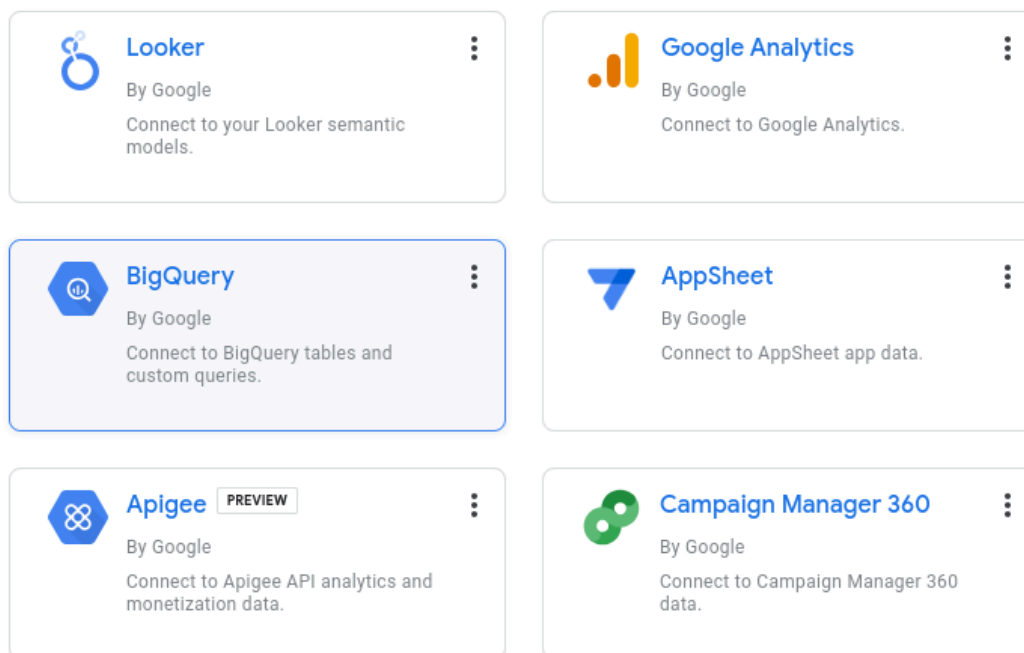 Looker
By Google
Connect to your Looker semantic
models.
Google Analytics
By Google
Connect to Google Analytics.
BigQuery
By Google
Connect to BigQuery tables and
custom queries.
AppSheet
By Google
Connect to AppSheet app data.
Apigee PREVIEW
By Google
Connect to Apigee API analytics and
monetization data.
Campaign Manager 360
By Google
Connect to Campaign Manager 360
data.